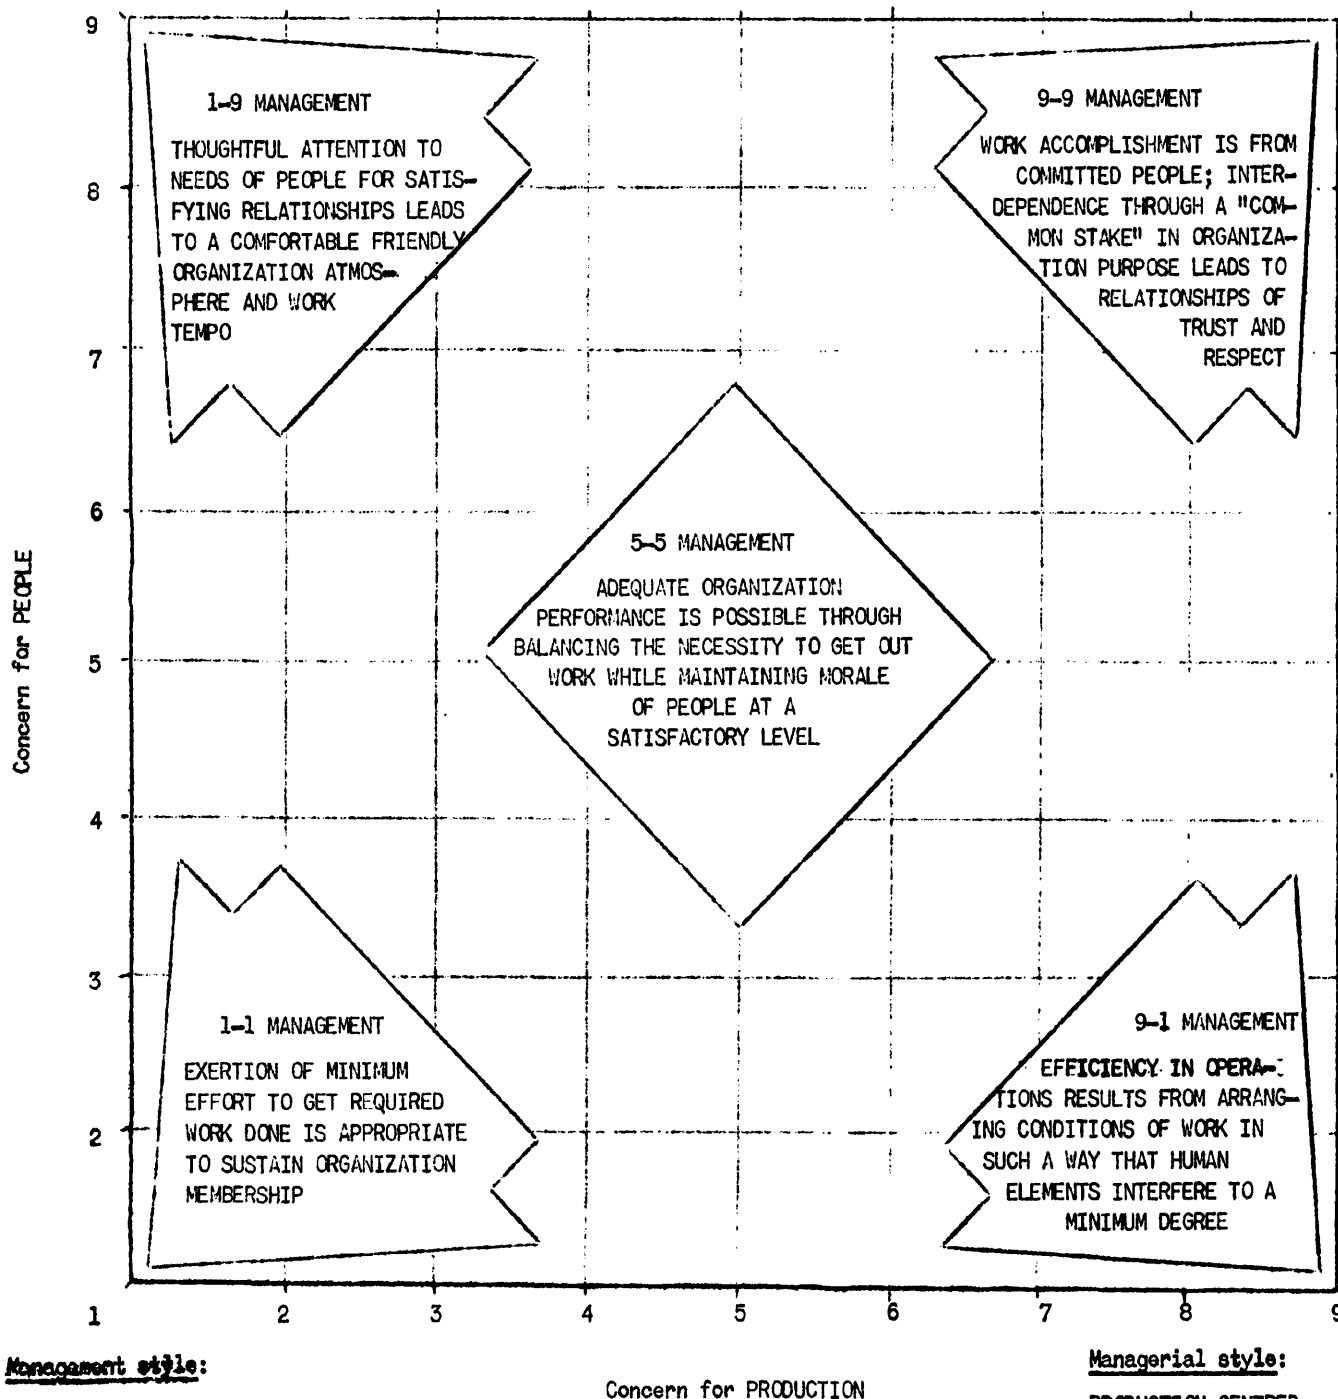 9
1-9 MANAGEMENT
THOUGHTFUL ATTENTION TO
NEEDS OF PEOPLE FOR SATIS-
FYING RELATIONSHIPS LEADS
TO A COMFORTABLE FRIENDLY
ORGANIZATION ATMOS-
PHERE AND WORK
TEMPO
9-9 MANAGEMENT
WORK ACCOMPLISHMENT IS FROM
COMMITTED PEOPLE; INTER-
DEPENDENCE THROUGH A "COM-
MON STAKE" IN ORGANIZA-
TION PURPOSE LEADS TO
RELATIONSHIPS OF
TRUST AND
RESPECT
8
7
6
5
4
3
2
Concern for PEOPLE
5-5 MANAGEMENT
ADEQUATE ORGANIZATION
PERFORMANCE IS POSSIBLE THROUGH
BALANCING THE NECESSITY TO GET OUT
WORK WHILE MAINTAINING MORALE
OF PEOPLE AT A
SATISFACTORY LEVEL
1-1 MANAGEMENT
EXERTION OF MINIMUM
EFFORT TO GET REQUIRED
WORK DONE IS APPROPRIATE
TO SUSTAIN ORGANIZATION
MEMBERSHIP
9-1 MANAGEMENT
EFFICIENCY IN OPERA-
TIONS RESULTS FROM ARRANG-
ING CONDITIONS OF WORK IN
SUCH A WAY THAT HUMAN
ELEMENTS INTERFERE TO A
MINIMUM DEGREE
1 2 3 4 5 6 7 8 9
Management style:
Managerial style:
Concern for PRODUCTION
PRODUCTION CENTRED